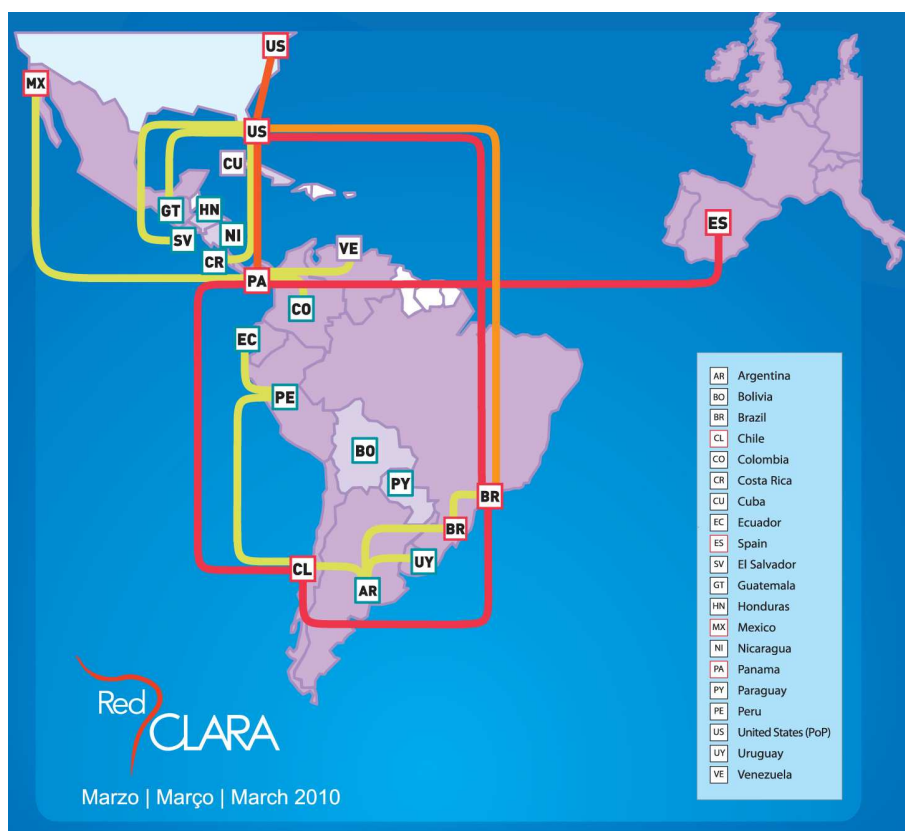 US
MX
US
CU
GT
HN
SV
NI
CR
VE
ES
PA
CO
EC
PE
BO
PY
BR
BR
CL
UY
AR
AR Argentina
BO Bolivia
BR Brazil
CL Chile
CO Colombia
CR Costa Rica
CU Cuba
EC Ecuador
ES Spain
SV El Salvador
GT Guatemala
HN Honduras
MX Mexico
NI Nicaragua
PA Panama
PY Paraguay
PE Peru
US United States (PoP)
UY Uruguay
VE Venezuela
Red
CLARA
Marzo | Março | March 2010